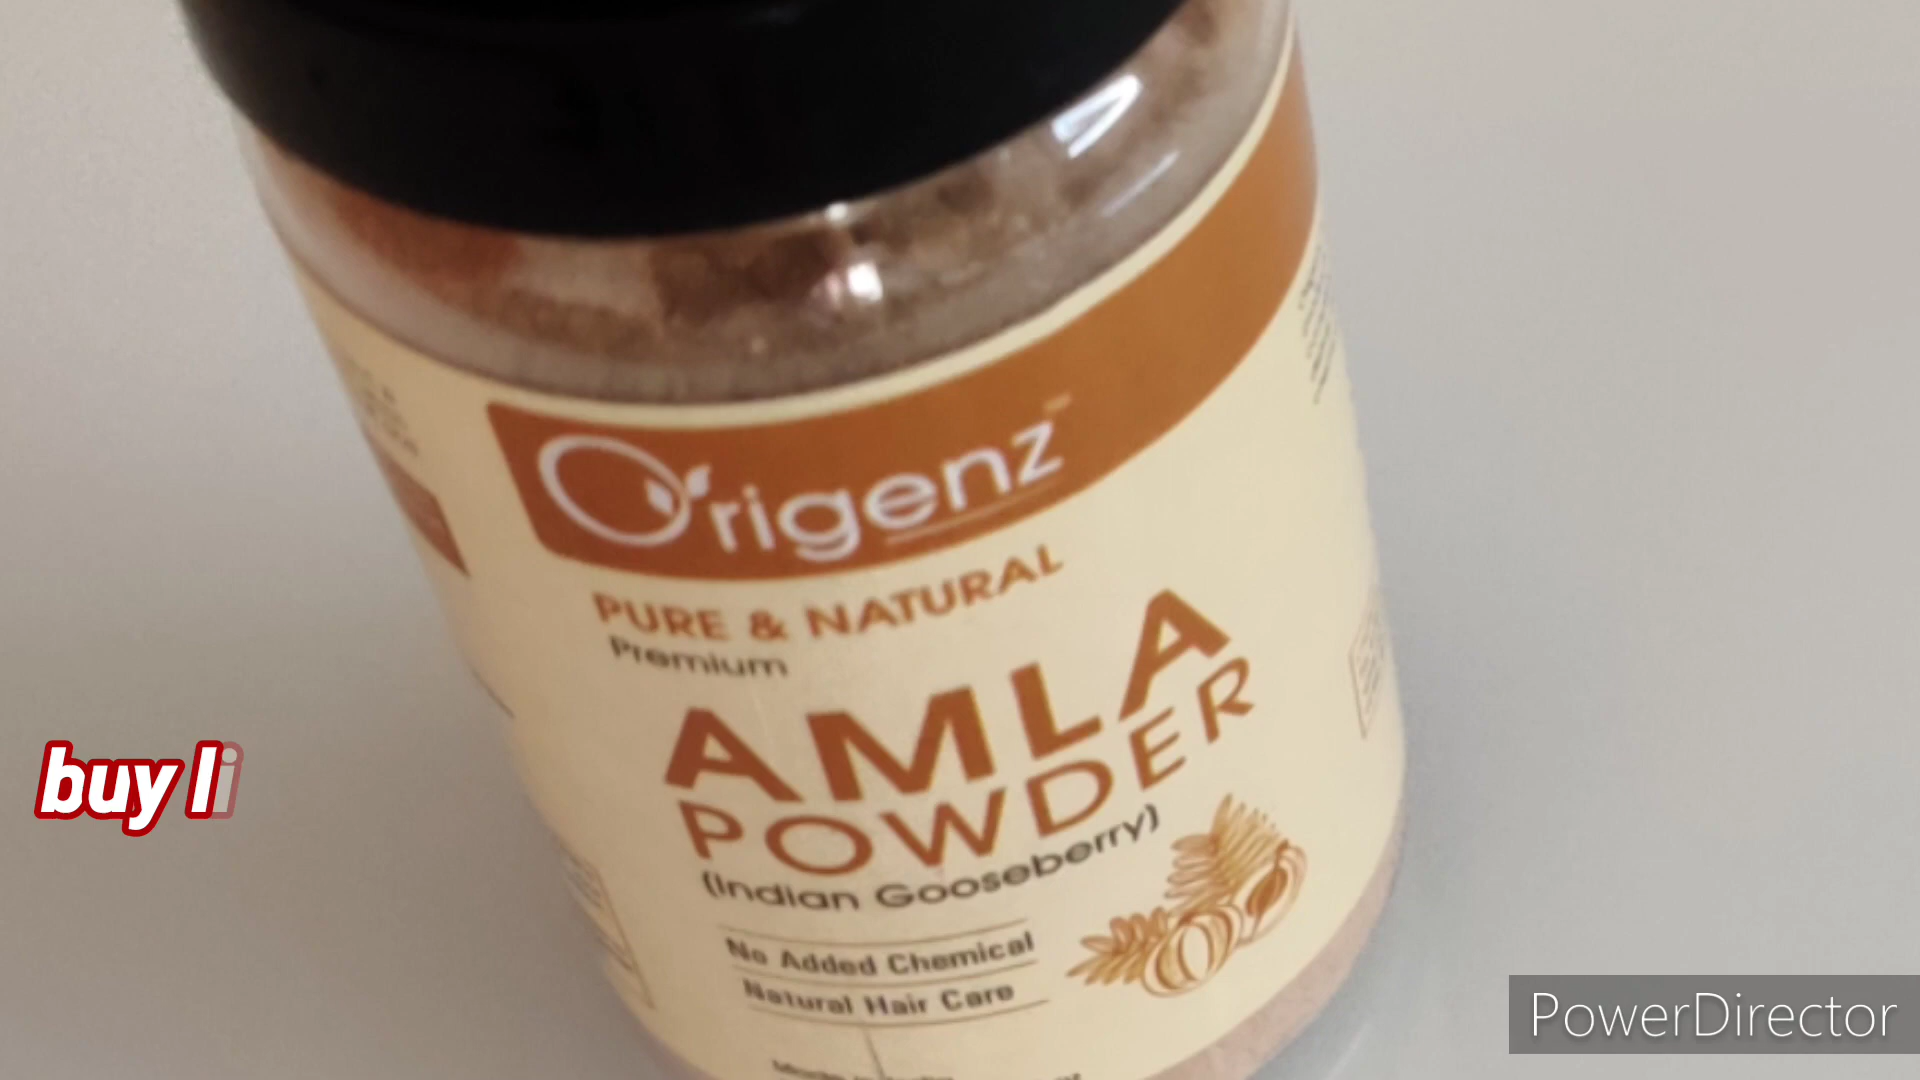 Origenz
PURE & NATURAL
Premium
AMLA
POWDER
(Indian Gooseberry)
No Added Chemical
Natural Hair Care
buy li
PowerDirector